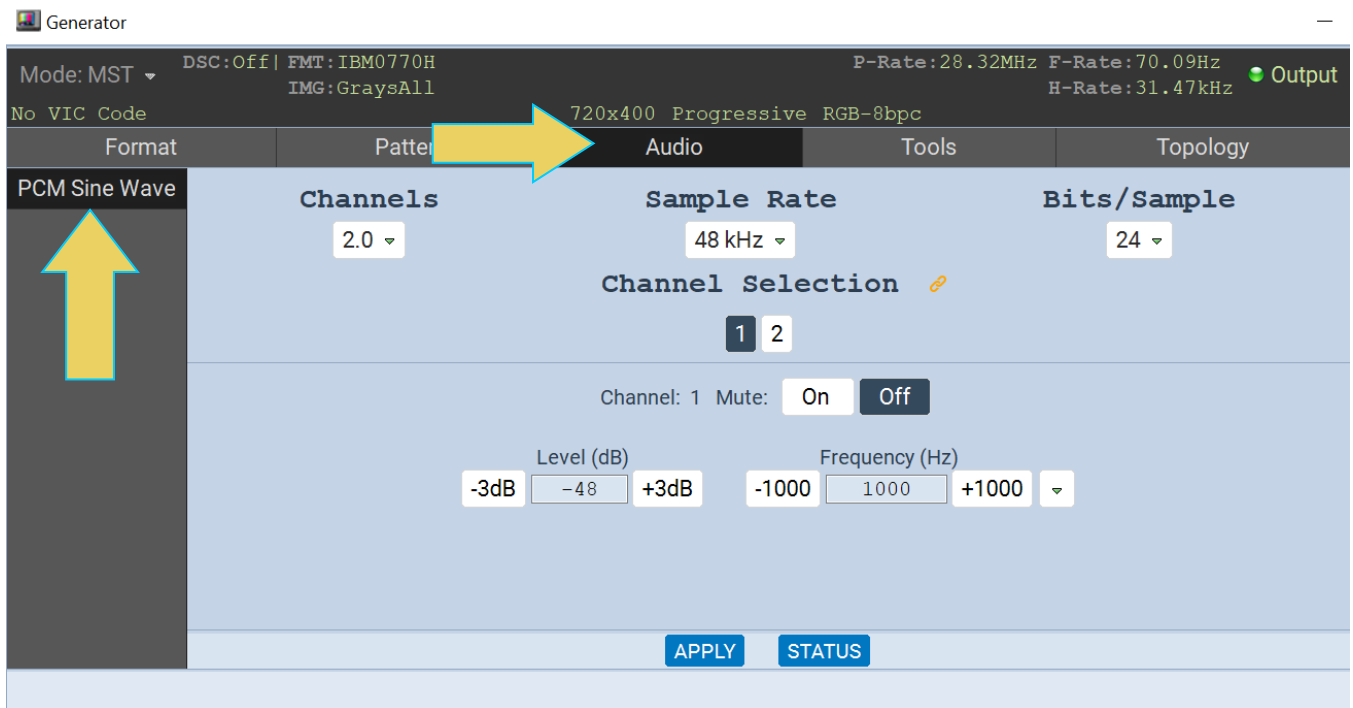 Generator
Mode: MST DSC:Off| FMT:IBM0770H P-Rate:28.32MHz F-Rate:70.09Hz Output
IMG:GraysAll H-Rate:31.47kHz
No VIC Code 720x400 Progressive RGB-8bpc
Format Patter Audio Tools Topology
PCM Sine Wave
Channels Sample Rate Bits/Sample
2.0 48 kHz 24
Channel Selection
1 2
Channel: 1 Mute: On Off
Level (dB) Frequency (Hz)
-3dB -48 +3dB -1000 1000 +1000
APPLY STATUS